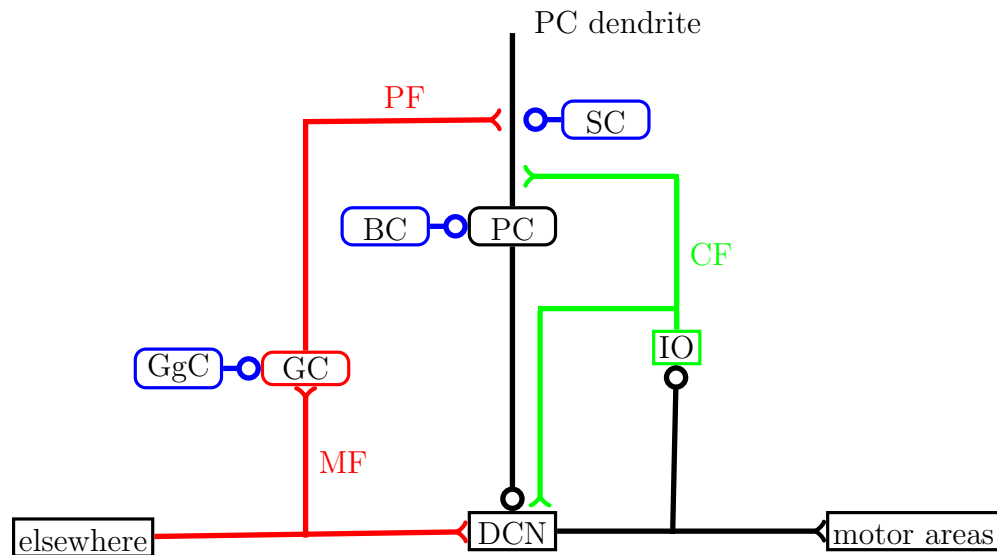 PC dendrite
PF
SC
BC
PC
CF
IO
GgC
GC
MF
elsewhere
DCN
motor areas